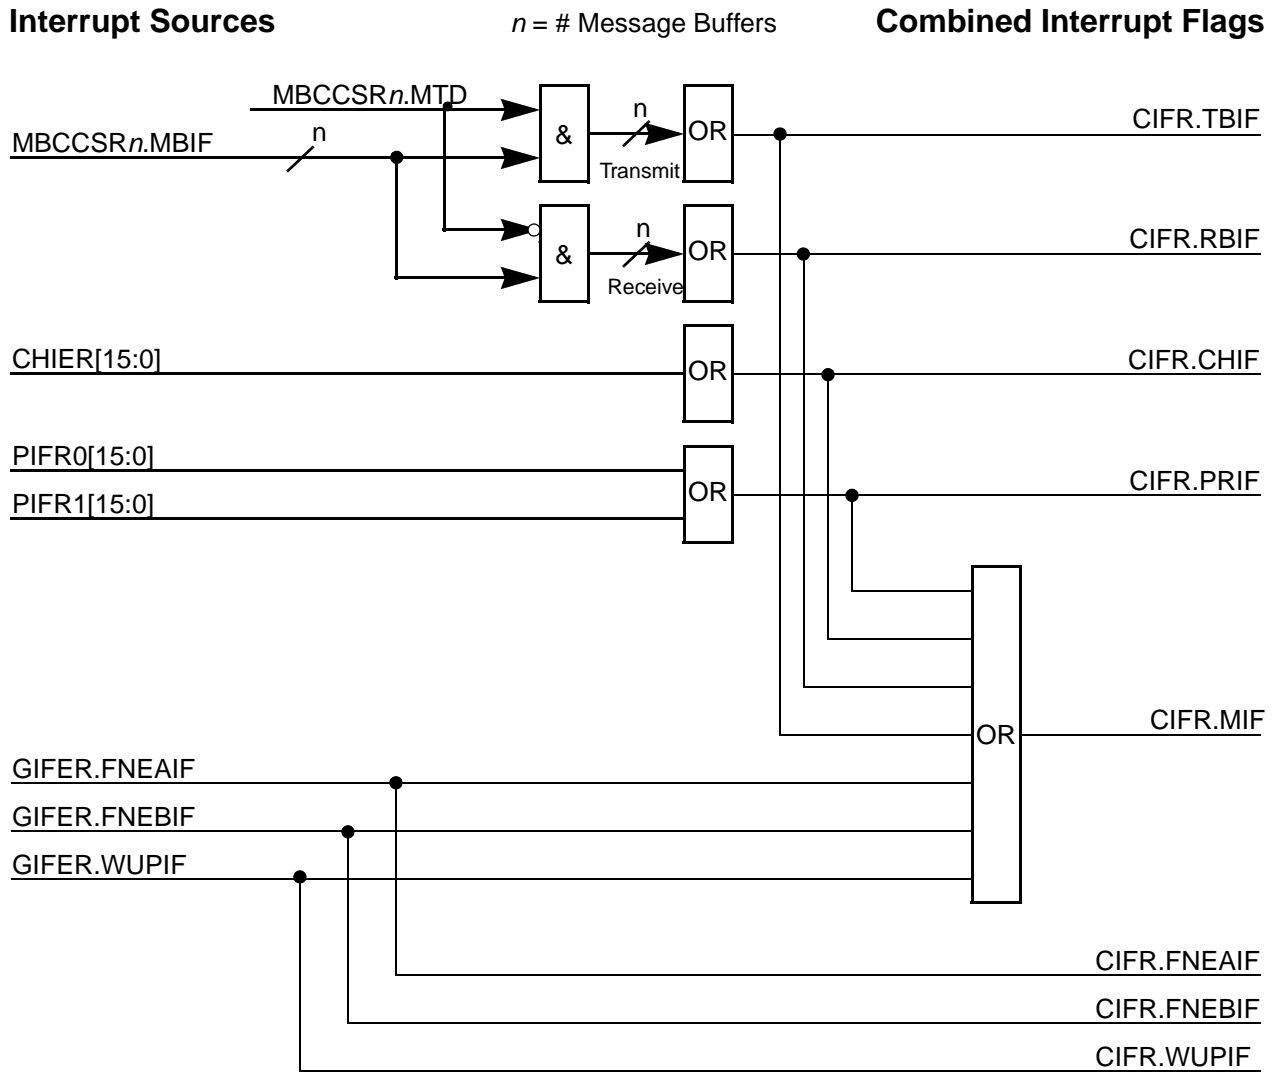 Interrupt Sources
n = # Message Buffers
Combined Interrupt Flags
MBCCSRn.MTD
n
OR
CIFR.TBIF
MBCCSRn.MBIF
n
&
Transmit
n
OR
CIFR.RBIF
&
Receive
CHIER[15:0]
OR
CIFR.CHIF
PIFR0[15:0]
OR
CIFR.PRIF
PIFR1[15:0]
OR
CIFR.MIF
GIFER.FNEAIF
GIFER.FNEBIF
GIFER.WUPIF
CIFR.FNEAIF
CIFR.FNEBIF
CIFR.WUPIF